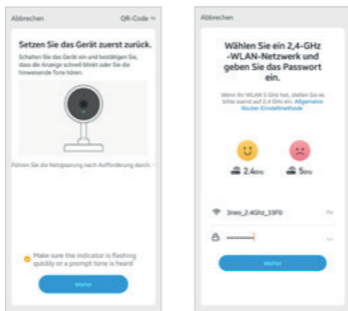 Abbrechen QR-Code
Setzen Sie das Gerät zuerst zurück.
Schalten Sie das Gerät ein und bestätigen Sie,
dass die Anzeige schnell blinkt oder Sie die
hinweisende Tone hören.
Führen Sie die Netzpaarung nach Aufforderung durch.
Make sure the indicator is flashing
quickly or a prompt tone is heard
Weiter
Abbrechen
Wählen Sie ein 2,4-GHz
-WLAN-Netzwerk und
geben Sie das Passwort
ein.
Wenn Ihr WLAN 5 GHz hat, stellen Sie es
bitte zuerst auf 2,4 GHz ein. Allgemeine
Router-Einstellmethode
2.4GHz 5GHz
3neo_2.4Ghz_33F0
Weiter